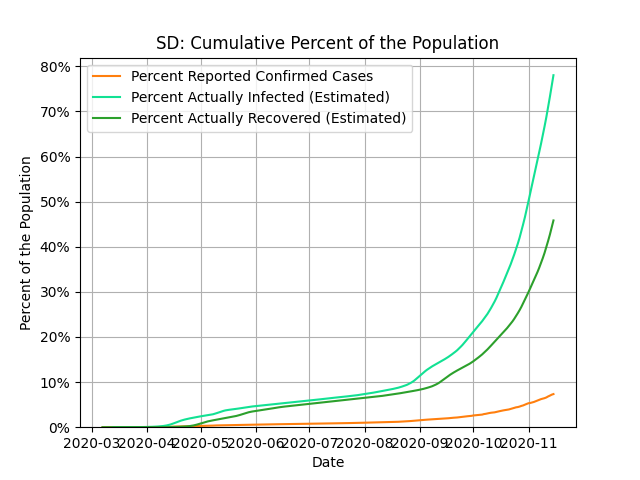 SD: Cumulative Percent of the Population
Percent Reported Confirmed Cases
Percent Actually Infected (Estimated)
Percent Actually Recovered (Estimated)
80%
70%
60%
50%
40%
30%
20%
10%
0%
Percent of the Population
2020-03 2020-04 2020-05 2020-06 2020-07 2020-08 2020-09 2020-10 2020-11
Date